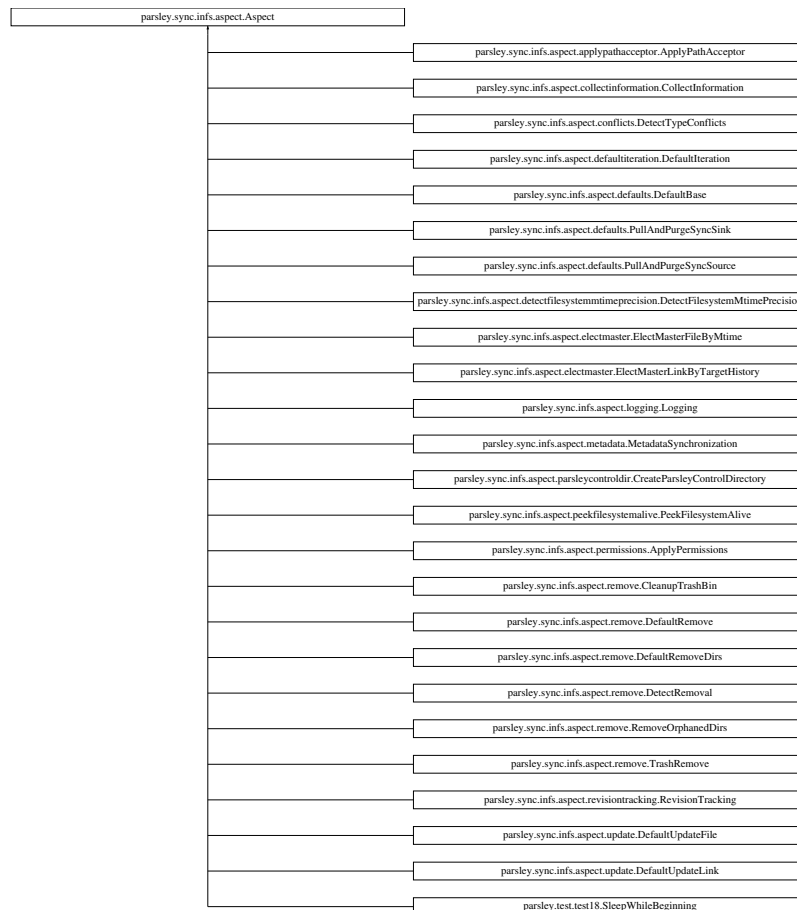 parsley.sync.infs.aspect.Aspect
parsley.sync.infs.aspect.applypathacceptor.ApplyPathAcceptor
parsley.sync.infs.aspect.collectinformation.CollectInformation
parsley.sync.infs.aspect.conflicts.DetectTypeConflicts
parsley.sync.infs.aspect.defaultiteration.DefaultIteration
parsley.sync.infs.aspect.defaults.DefaultBase
parsley.sync.infs.aspect.defaults.PullAndPurgeSyncSink
parsley.sync.infs.aspect.defaults.PullAndPurgeSyncSource
parsley.sync.infs.aspect.detectfilesystemmtimeprecision.DetectFilesystemMtimePrecisio
parsley.sync.infs.aspect.electmaster.ElectMasterFileByMtime
parsley.sync.infs.aspect.electmaster.ElectMasterLinkByTargetHistory
parsley.sync.infs.aspect.logging.Logging
parsley.sync.infs.aspect.metadata.MetadataSynchronization
parsley.sync.infs.aspect.parsleycontroldir.CreateParsleyControlDirectory
parsley.sync.infs.aspect.peekfilesystemalive.PeekFilesystemAlive
parsley.sync.infs.aspect.permissions.ApplyPermissions
parsley.sync.infs.aspect.remove.CleanupTrashBin
parsley.sync.infs.aspect.remove.DefaultRemove
parsley.sync.infs.aspect.remove.DefaultRemoveDirs
parsley.sync.infs.aspect.remove.DetectRemoval
parsley.sync.infs.aspect.remove.RemoveOrphanedDirs
parsley.sync.infs.aspect.remove.TrashRemove
parsley.sync.infs.aspect.revisiontracking.RevisionTracking
parsley.sync.infs.aspect.update.DefaultUpdateFile
parsley.sync.infs.aspect.update.DefaultUpdateLink
parsley.test.test18.SleepWhileBeginning